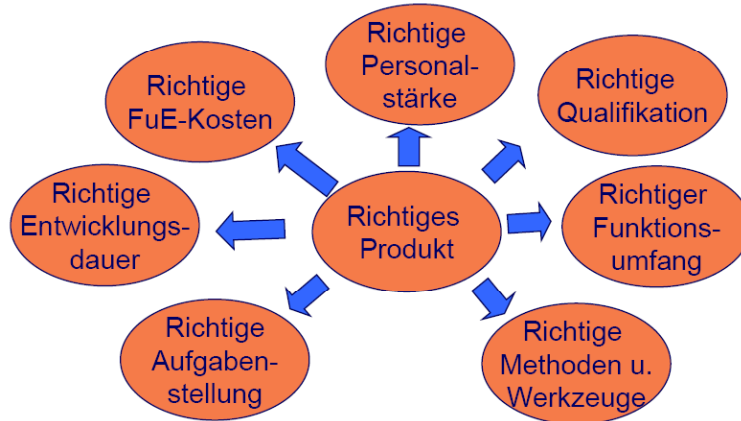 Richtige
Personal-
stärke
Richtige
FuE-Kosten
Richtige
Qualifikation
Richtige
Entwicklungs-
dauer
Richtiges
Produkt
Richtiger
Funktions-
umfang
Richtige
Aufgaben-
stellung
Richtige
Methoden u.
Werkzeuge